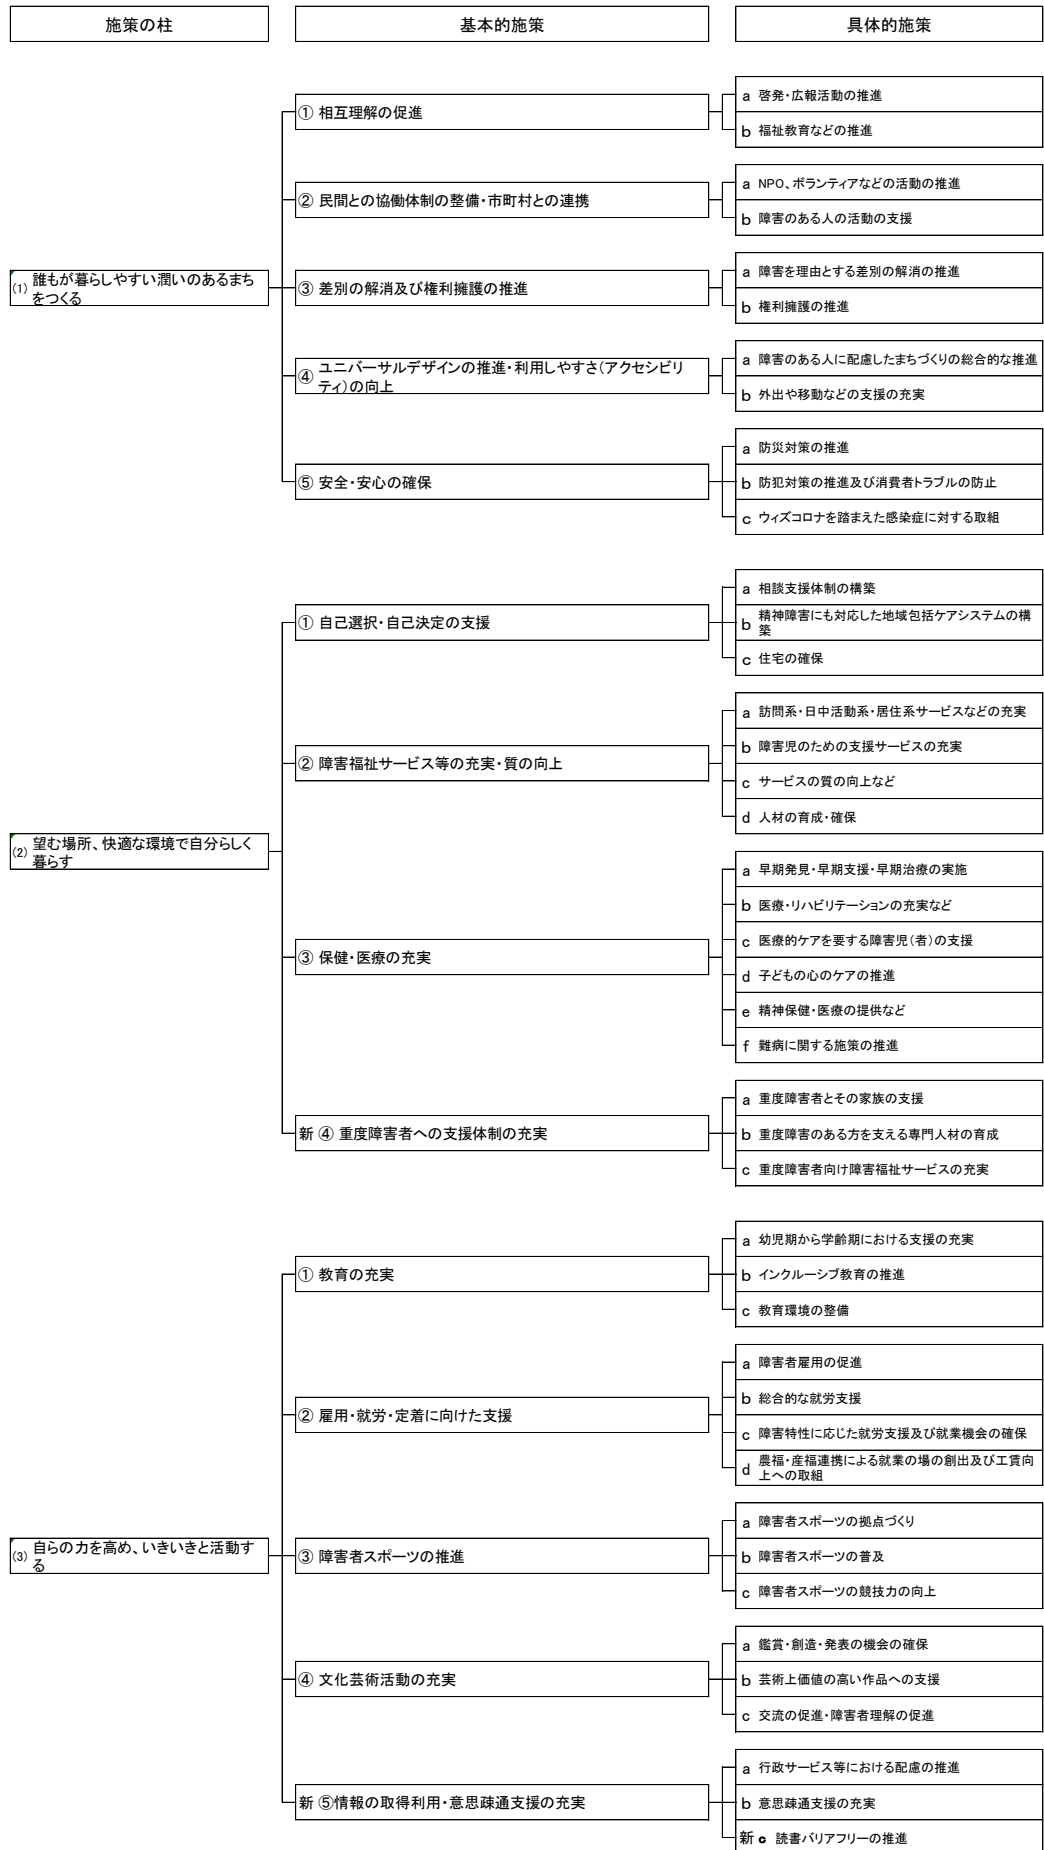 施策の柱
基本的施策
具体的施策
(1) 誰もが暮らしやすい潤いのあるまち
をつくる
① 相互理解の促進
a 啓発・広報活動の推進
b 福祉教育などの推進
② 民間との協働体制の整備・市町村との連携
a NPO、ボランティアなどの活動の推進
b 障害のある人の活動の支援
③ 差別の解消及び権利擁護の推進
a 障害を理由とする差別の解消の推進
b 権利擁護の推進
④ ユニバーサルデザインの推進・利用しやすさ(アクセシビリ
ティ)の向上
a 障害のある人に配慮したまちづくりの総合的な推進
b 外出や移動などの支援の充実
⑤ 安全・安心の確保
a 防災対策の推進
b 防犯対策の推進及び消費者トラブルの防止
c ウィズコロナを踏まえた感染症に対する取組
(2) 望む場所、快適な環境で自分らしく
暮らす
① 自己選択・自己決定の支援
a 相談支援体制の構築
b 精神障害にも対応した地域包括ケアシステムの構
築
c 住宅の確保
② 障害福祉サービス等の充実・質の向上
a 訪問系・日中活動系・居住系サービスなどの充実
b 障害児のための支援サービスの充実
c サービスの質の向上など
d 人材の育成・確保
③ 保健・医療の充実
a 早期発見・早期支援・早期治療の実施
b 医療・リハビリテーションの充実など
c 医療的ケアを要する障害児(者)の支援
d 子どもの心のケアの推進
e 精神保健・医療の提供など
f 難病に関する施策の推進
新 ④ 重度障害者への支援体制の充実
a 重度障害者とその家族の支援
b 重度障害のある方を支える専門人材の育成
c 重度障害者向け障害福祉サービスの充実
(3) 自らの力を高め、いきいきと活動す
る
① 教育の充実
a 幼児期から学齢期における支援の充実
b インクルーシブ教育の推進
c 教育環境の整備
② 雇用・就労・定着に向けた支援
a 障害者雇用の促進
b 総合的な就労支援
c 障害特性に応じた就労支援及び就業機会の確保
d 農福・産福連携による就業の場の創出及び工賃向
上への取組
③ 障害者スポーツの推進
a 障害者スポーツの拠点づくり
b 障害者スポーツの普及
c 障害者スポーツの競技力の向上
④ 文化芸術活動の充実
a 鑑賞・創造・発表の機会の確保
b 芸術上価値の高い作品への支援
c 交流の促進・障害者理解の促進
新 ⑤情報の取得利用・意思疎通支援の充実
a 行政サービス等における配慮の推進
b 意思疎通支援の充実
新 c 読書バリアフリーの推進